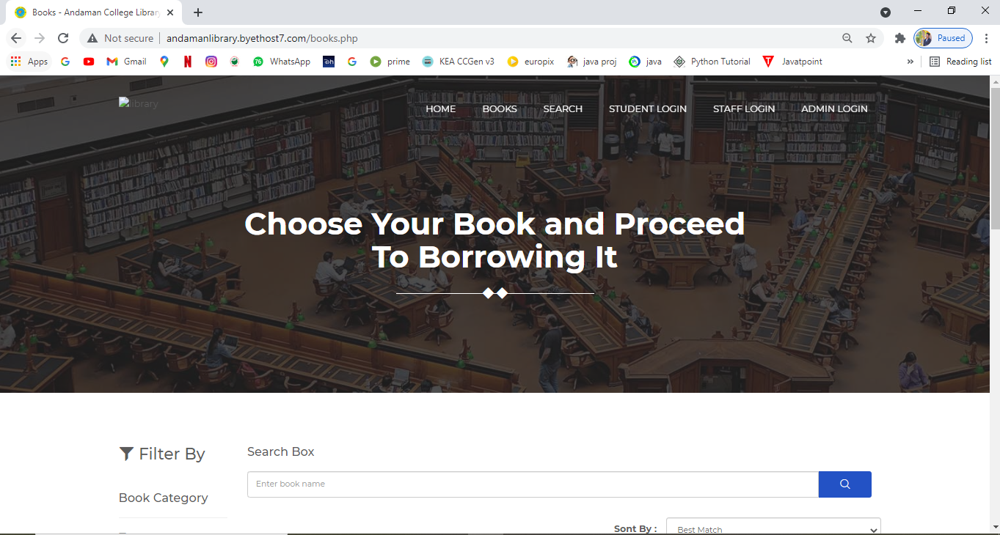 Books - Andaman College Library
Not secure
andamanlibrary.byethost7.com/books.php
Paused
Apps
Gmail
76
WhatsApp
prime
KEA CCGen v3
europix
java proj
java
Python Tutorial
Javatpoint
»
Reading list
library
HOME
BOOKS
SEARCH
STUDENT LOGIN
STAFF LOGIN
ADMIN LOGIN
Choose Your Book and Proceed
To Borrowing It
Filter By
Search Box
Enter book name
Book Category
Sont By :
Best Match